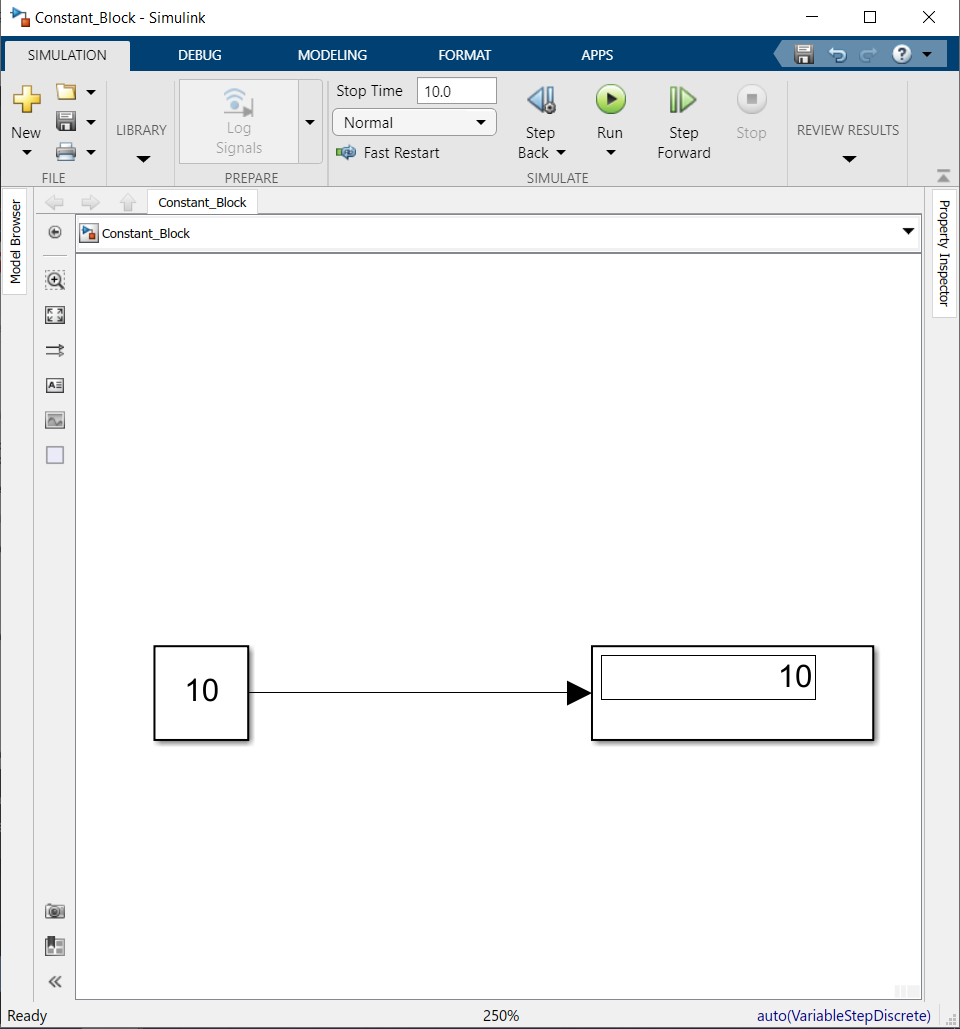 Constant_Block - Simulink
SIMULATION
DEBUG
MODELING
FORMAT
APPS
New
FILE
LIBRARY
Log
Signals
PREPARE
Stop Time
10.0
Normal
Fast Restart
Step
Back
Run
Step
Forward
Stop
SIMULATE
REVIEW RESULTS
Model Browser
Constant_Block
Constant_Block
Property Inspector
10
10
Ready
250%
auto(VariableStepDiscrete)